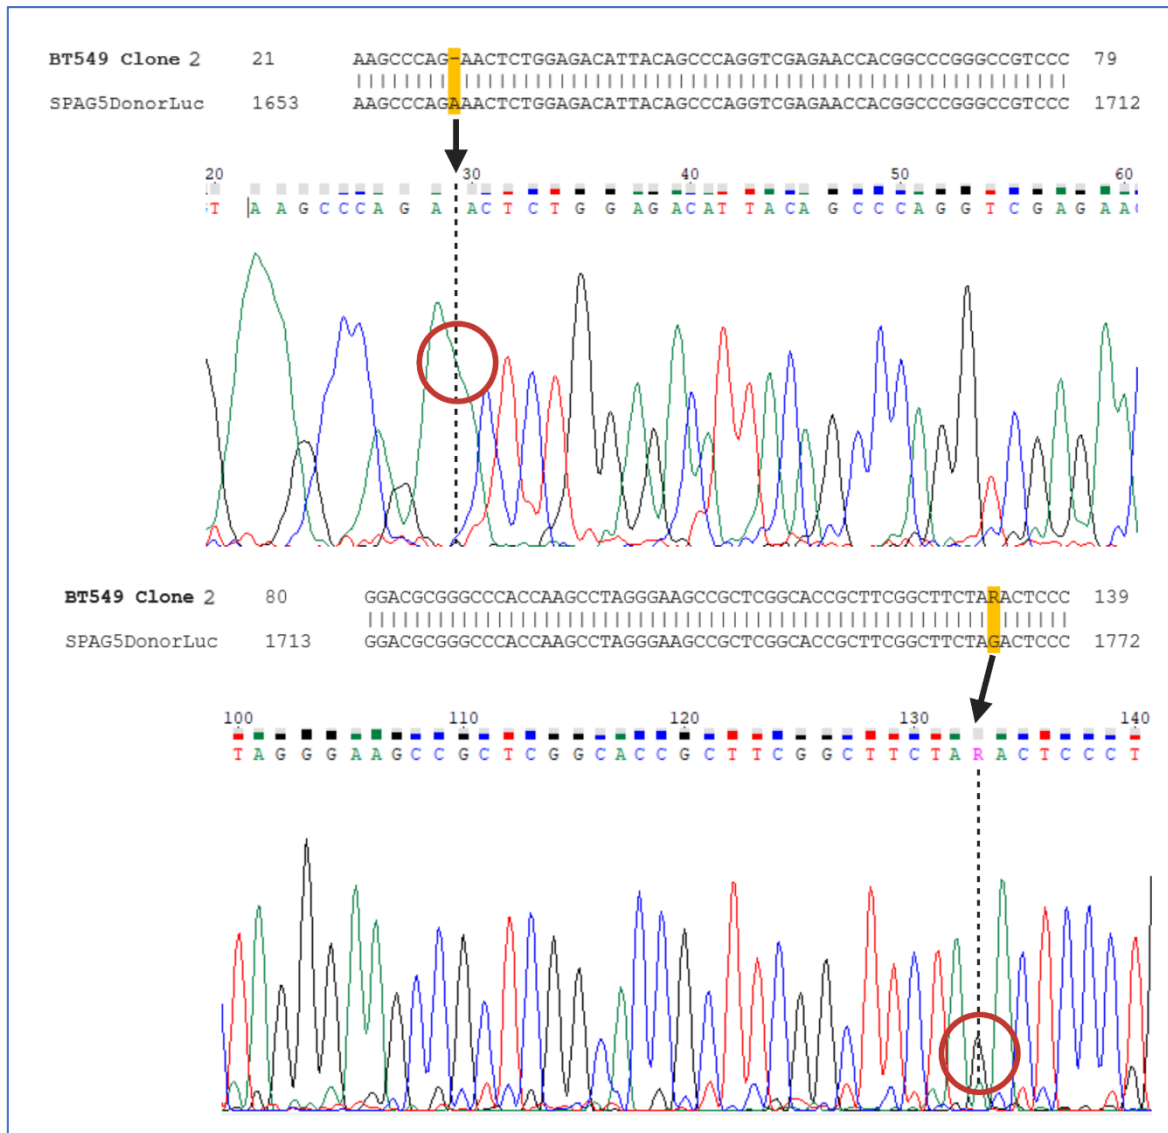 BT549 Clone 2 21 AAGCCCAG-AACTCTGGAGACATTACAGCCCAGGTCGAGAACCACGGCCCGGGCCGTCCC 79
SPAG5DonorLuc 1653 AAGCCCAGAAACTCTGGAGACATTACAGCCCAGGTCGAGAACCACGGCCCGGGCCGTCCC 1712
20 30 40 50 60
T A A G C C C A G A A C T C T G G A G A C A T T A C A G C C C A G G T C G A G A A C
BT549 Clone 2 80 GGACGCGGGCCCACCAAGCCTAGGGAAGCCGCTCGGCACCGCTTCGGCTTCTARACTCCC 139
SPAG5DonorLuc 1713 GGACGCGGGCCCACCAAGCCTAGGGAAGCCGCTCGGCACCGCTTCGGCTTCTAGACTCCC 1772
100 110 120 130 140
T A G G G A A G C C G C T C G G C A C C G C T T C G G C T T C T A R A C T C C C T